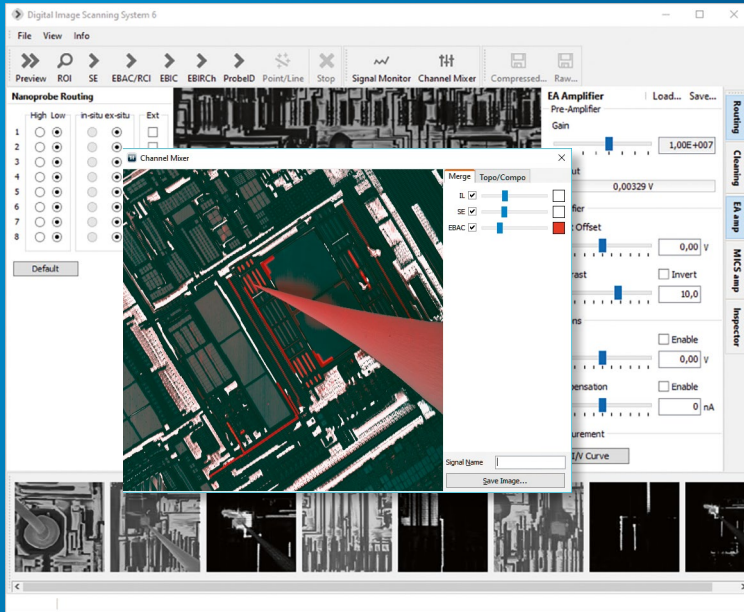 Digital Image Scanning System 6
File View Info
Preview ROI SE EBAC/RCI EBIC EBIRCh ProbeID Point/Line Stop Signal Monitor Channel Mixer Compressed... Raw...
Nanoprobe Routing
High Low in-situ ex-situ Ext
1
2
3
4
5
6
7
8
Default
Channel Mixer
Merge Topo/Compo
IL
SE
EBAC
Signal Name
Save Image...
EA Amplifier Load... Save...
Pre-Amplifier
Gain
1,00E+007
0,00329 V
Offset
0,00 V
Invert
10,0
Enable
0,00 V
Enable
0 nA
I/V Curve
Routing
Cleaning
EA amp
MICS amp
Inspector